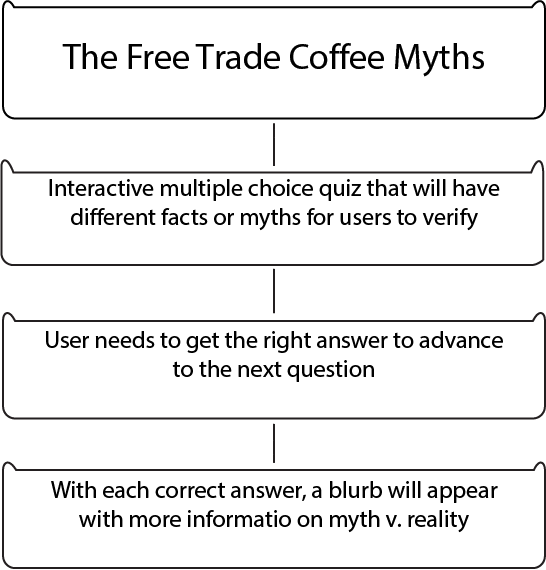 The Free Trade Coffee Myths
Interactive multiple choice quiz that will have
different facts or myths for users to verify
User needs to get the right answer to advance
to the next question
With each correct answer, a blurb will appear
with more informatio on myth v. reality